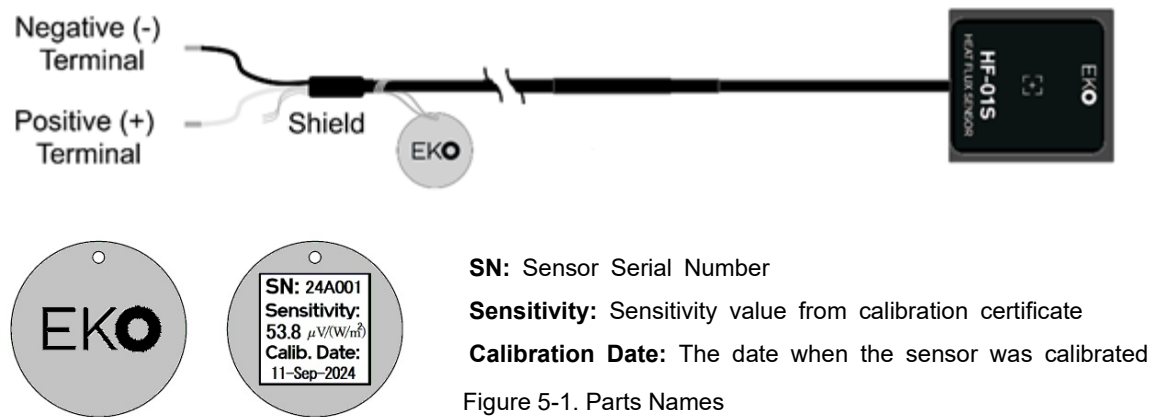 Negative (-)
Terminal
Positive (+)
Terminal
Shield
EKO
HF-01S
HEAT FLUX SENSOR
EKO
EKO
SN: 24A001
Sensitivity:
53.8 μV/(W/㎡)
Calib. Date:
11-Sep-2024
SN: Sensor Serial Number
Sensitivity: Sensitivity value from calibration certificate
Calibration Date: The date when the sensor was calibrated
Figure 5-1. Parts Names